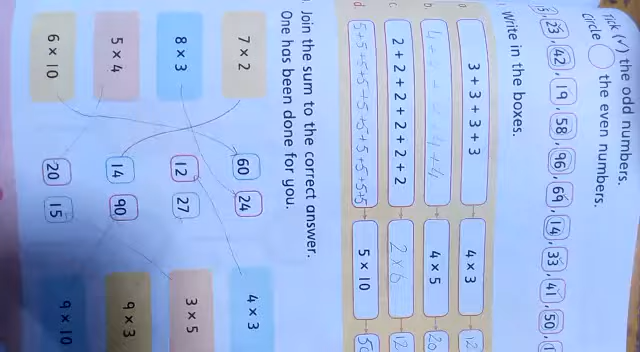 Tick (✓) the odd numbers.
Circle the even numbers.
23, 42, 19, 58, 96, 69, 14, 33, 41, 50,
Write in the boxes.
a. 3 + 3 + 3 + 3 4 × 3 12
b. 4 × 5 20
c. 2 + 2 + 2 + 2 + 2 + 2 2 × 6 12
d. 5+5+5+5+5+5+5+5+5+5 5 × 10 50
Join the sum to the correct answer.
One has been done for you.
7 × 2 60 24 4 × 3
8 × 3 12 27 3 × 5
5 × 4 14 90 9 × 3
6 × 10 20 15 9 × 10